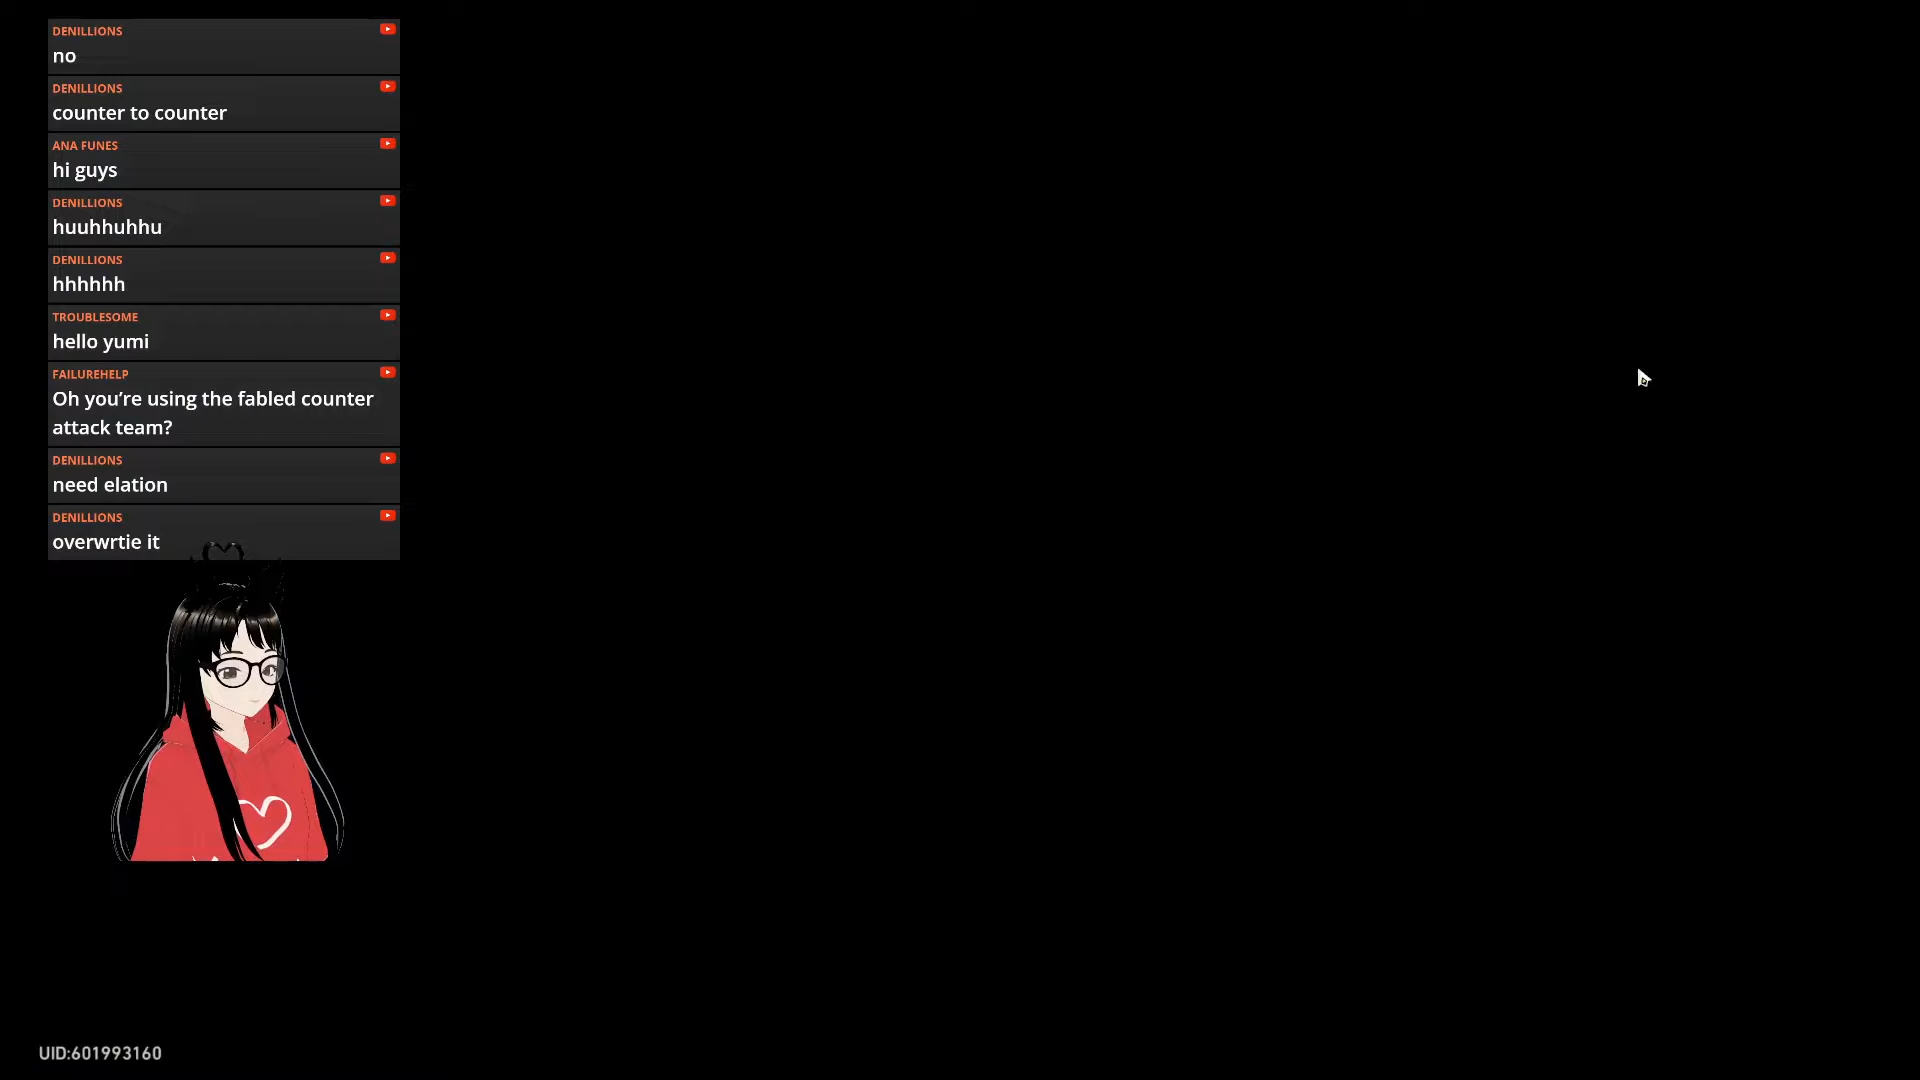 DENILLIONS
no
DENILLIONS
counter to counter
ANA FUNES
hi guys
DENILLIONS
huuhhuhhu
DENILLIONS
hhhhhh
TROUBLESOME
hello yumi
FAILUREHELP
Oh you’re using the fabled counter
attack team?
DENILLIONS
need elation
DENILLIONS
overwrtie it
UID:601993160